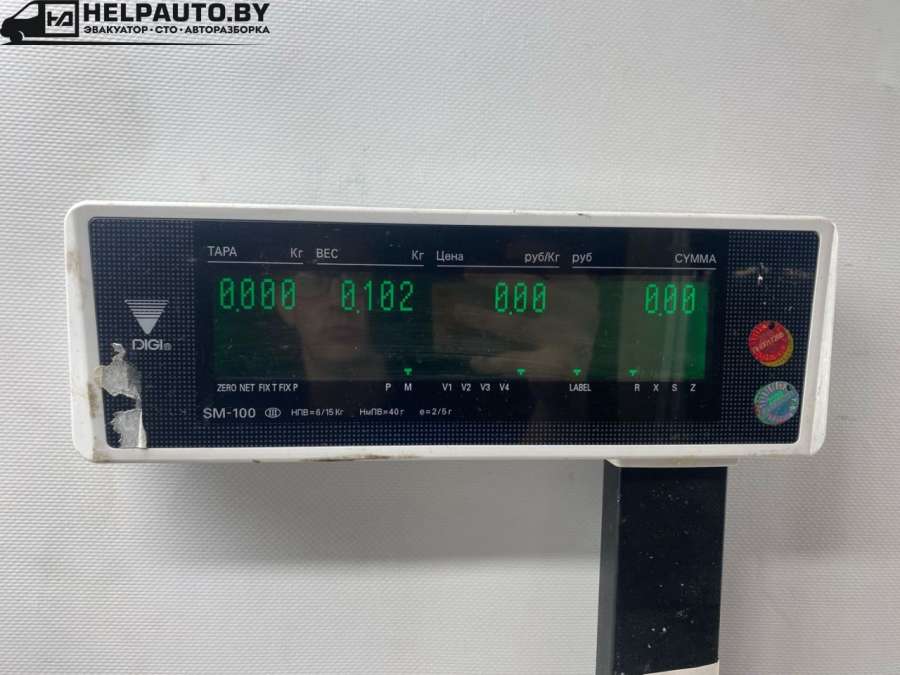 HELPAUTO.BY
ЭВАКУАТОР·СТО·АВТОРАЗБОРКА
ТАРА Кг ВЕС Кг Цена руб/Кг руб СУММА
0.000 0.102 0.00 0.00
DIGI®
ZERO NET FIX T FIX P P M V1 V2 V3 V4 LABEL R X S Z
SM-100 III НПВ=6/15 Кг НмПВ=40 г е=2/5 г